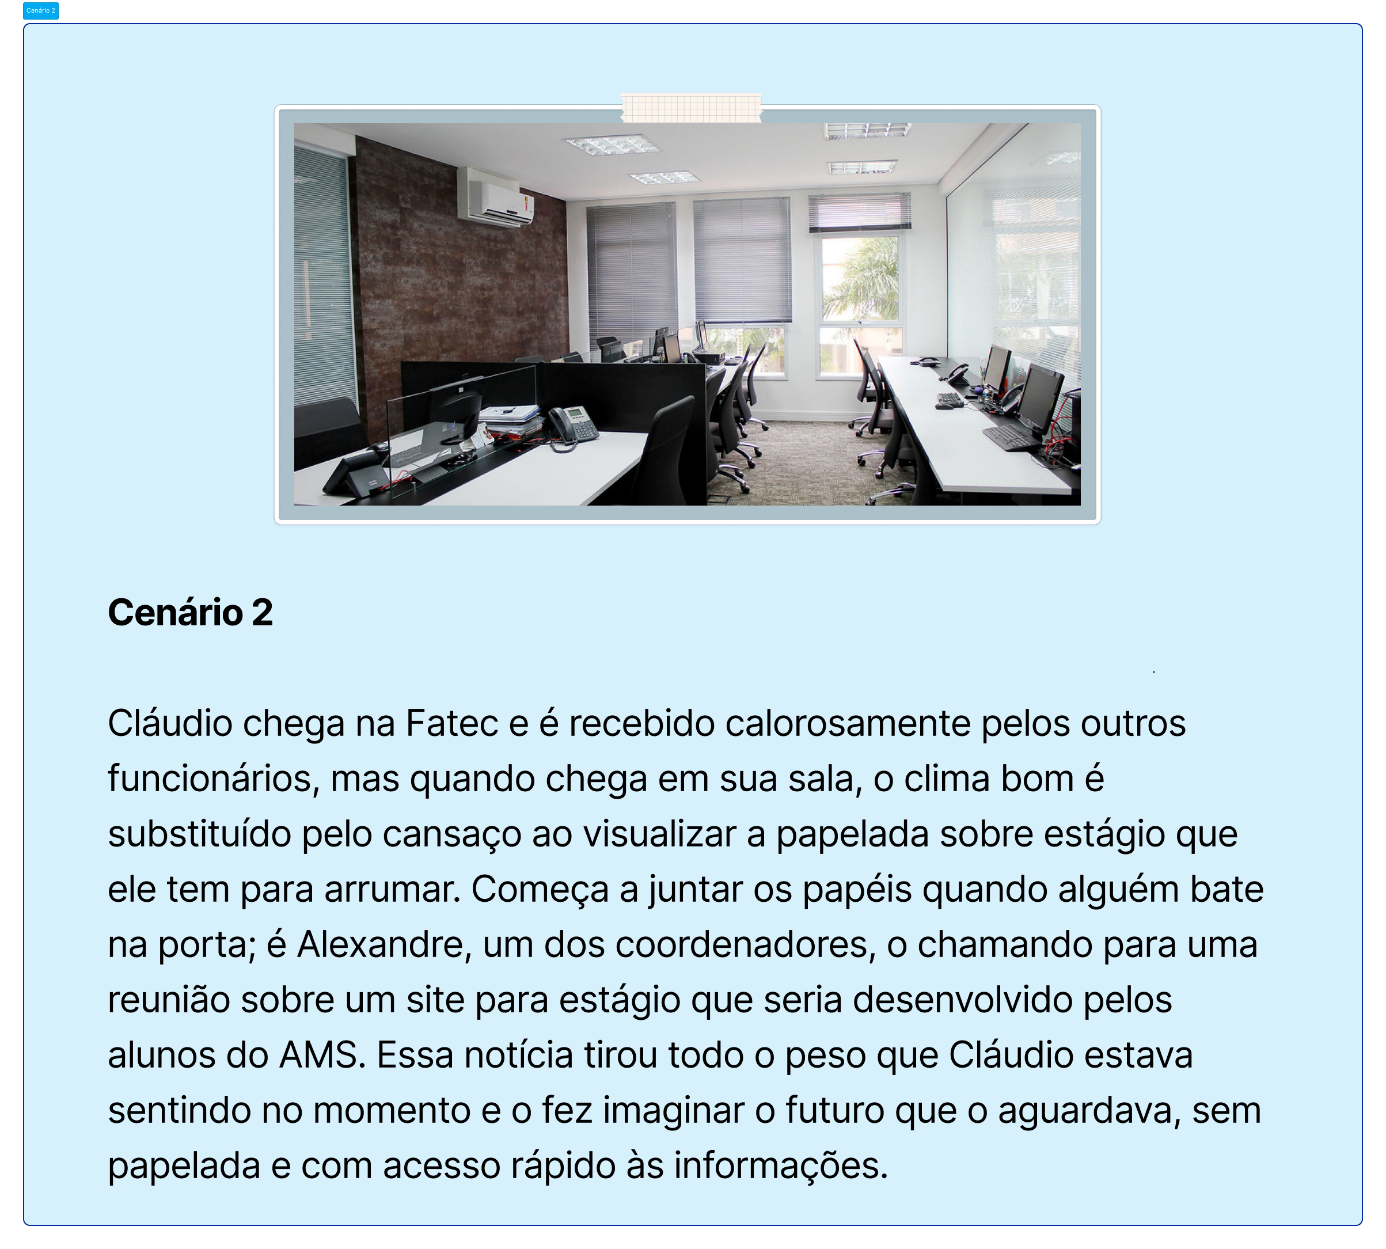 Cenário 2
Cenário 2
Cláudio chega na Fatec e é recebido calorosamente pelos outros
funcionários, mas quando chega em sua sala, o clima bom é
substituído pelo cansaço ao visualizar a papelada sobre estágio que
ele tem para arrumar. Começa a juntar os papéis quando alguém bate
na porta; é Alexandre, um dos coordenadores, o chamando para uma
reunião sobre um site para estágio que seria desenvolvido pelos
alunos do AMS. Essa notícia tirou todo o peso que Cláudio estava
sentindo no momento e o fez imaginar o futuro que o aguardava, sem
papelada e com acesso rápido às informações.